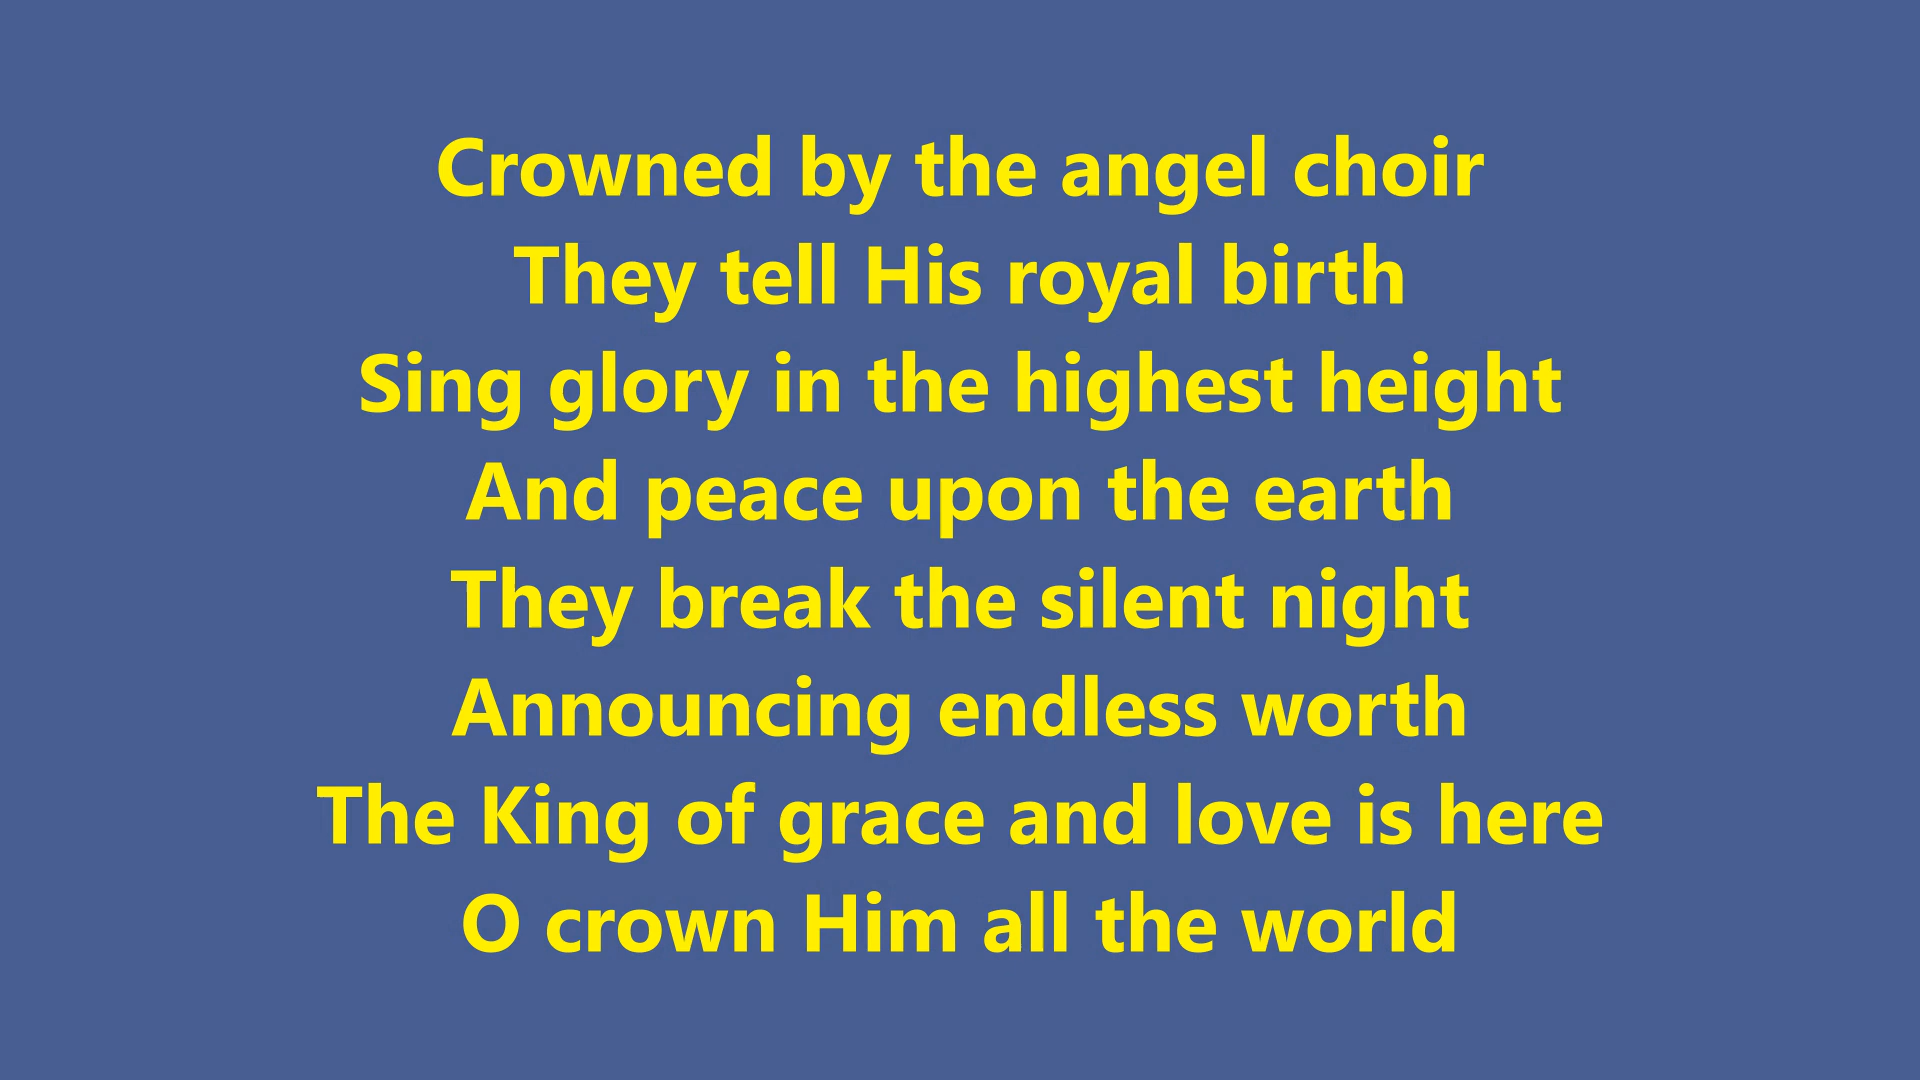 Crowned by the angel choir
They tell His royal birth
Sing glory in the highest height
And peace upon the earth
They break the silent night
Announcing endless worth
The King of grace and love is here
O crown Him all the world